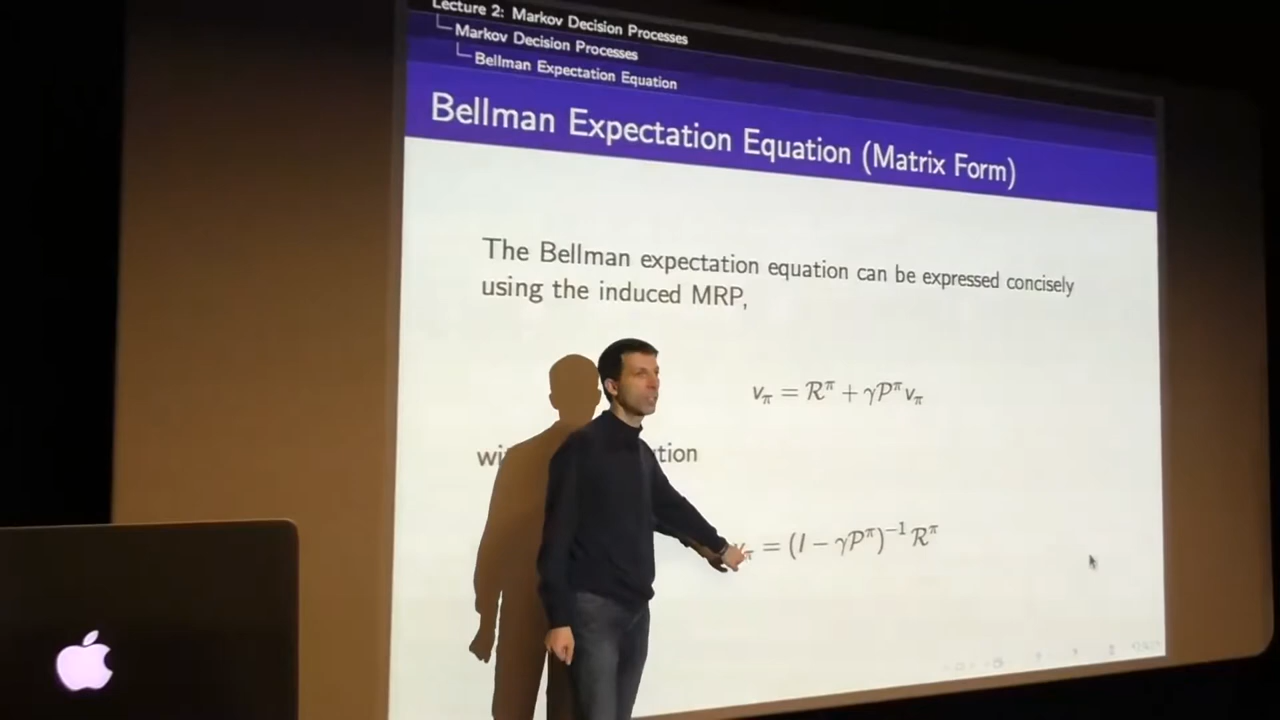 Lecture 2: Markov Decision Processes
Markov Decision Processes
Bellman Expectation Equation
Bellman Expectation Equation (Matrix Form)
The Bellman expectation equation can be expressed concisely
using the induced MRP,
v_π = R^π + γP^π v_π
v_π = (I − γP^π)^{−1} R^π